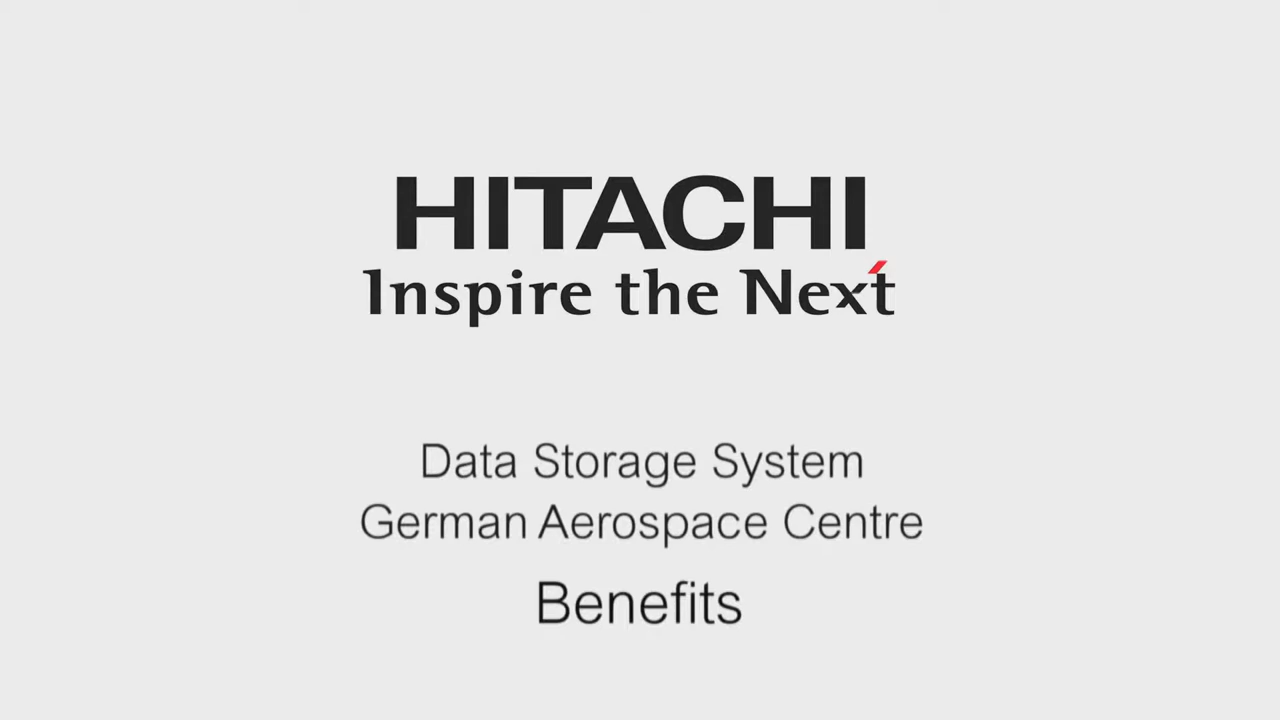 HITACHI
Inspire the Next
Data Storage System
German Aerospace Centre
Benefits